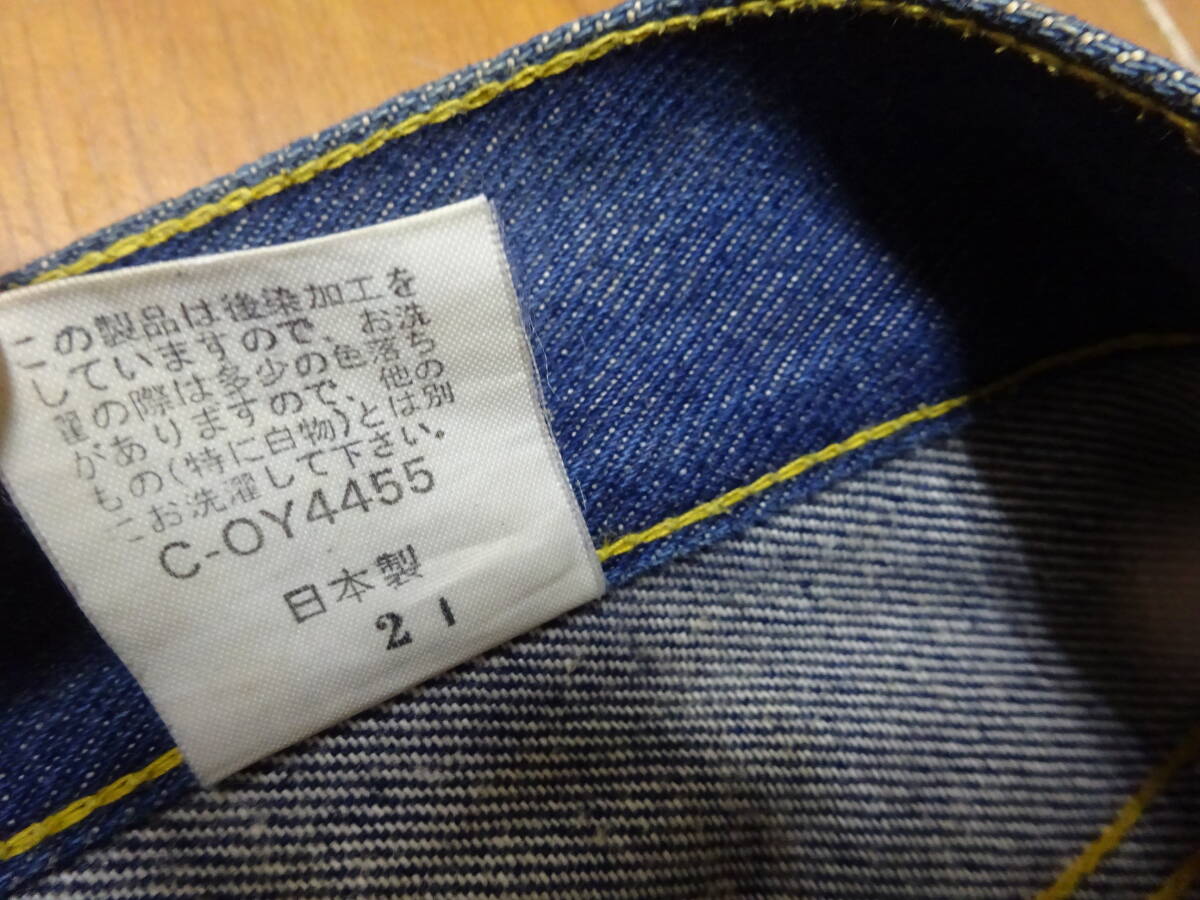 この製品は後染加工を
していますので、お洗
濯の際は多少の色落ち
がありますので、他の
もの(特に白物)とは別
にお洗濯して下さい。
C-OY4455
日本製
21